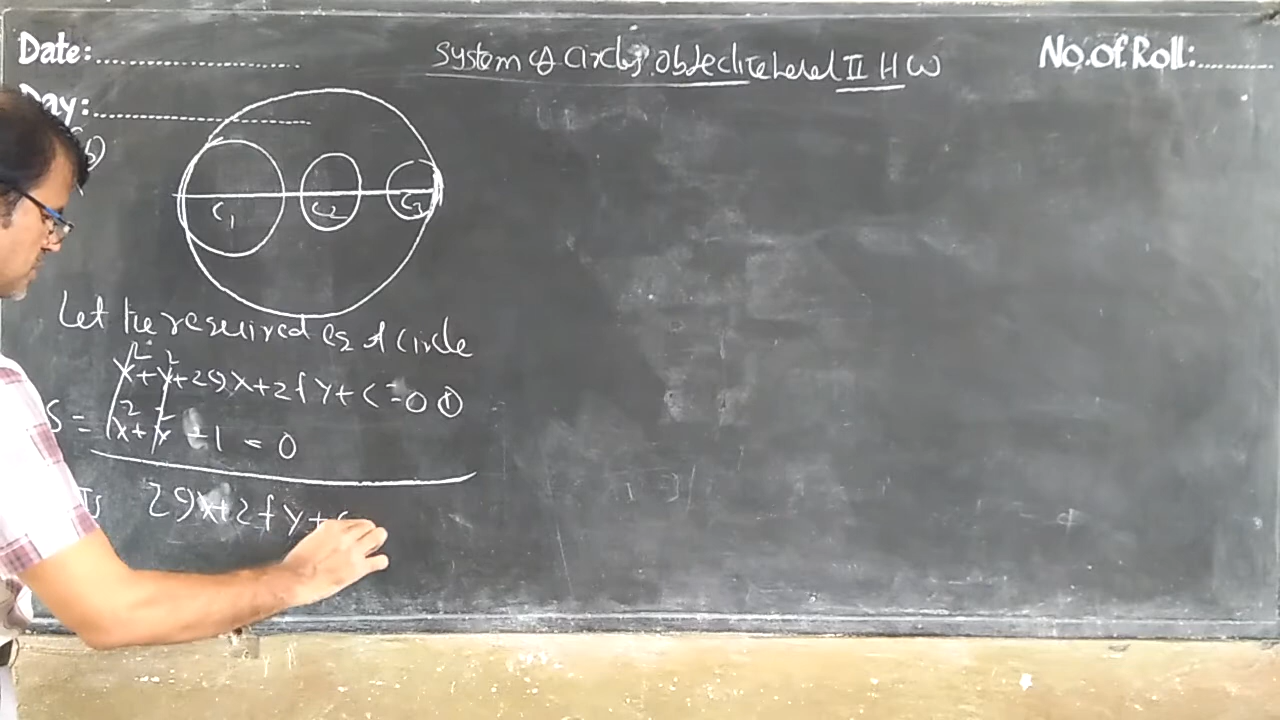 Date:....................
System of Circles objective Level II HW
No.of.Roll:..........
Day:......................
6)
C1 C2 C3
Let the required eq of circle
x²+y²+2gx+2fy+c=0 ①
S = x²+y² -1 = 0
2gx+2fy+c